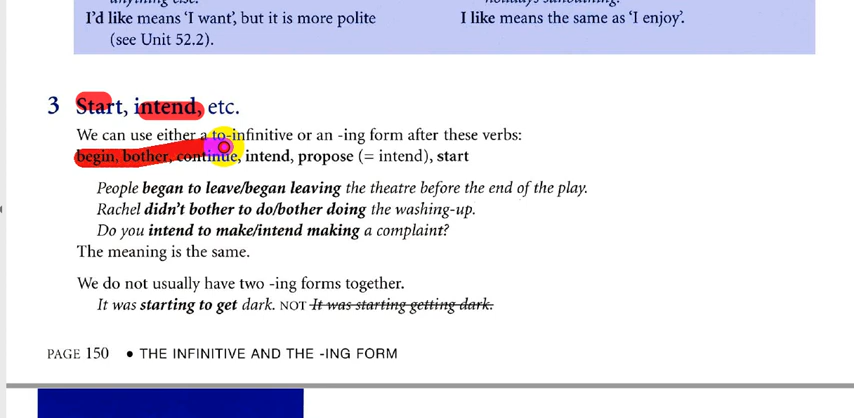 anything else.
holidays sunbathing.
I'd like means 'I want', but it is more polite
(see Unit 52.2).
I like means the same as 'I enjoy'.
3 Start, intend, etc.
We can use either a to-infinitive or an -ing form after these verbs:
begin, bother, continue, intend, propose (= intend), start
People began to leave/began leaving the theatre before the end of the play.
Rachel didn't bother to do/bother doing the washing-up.
Do you intend to make/intend making a complaint?
The meaning is the same.
We do not usually have two -ing forms together.
It was starting to get dark. NOT It was starting getting dark.
PAGE 150 • THE INFINITIVE AND THE -ING FORM